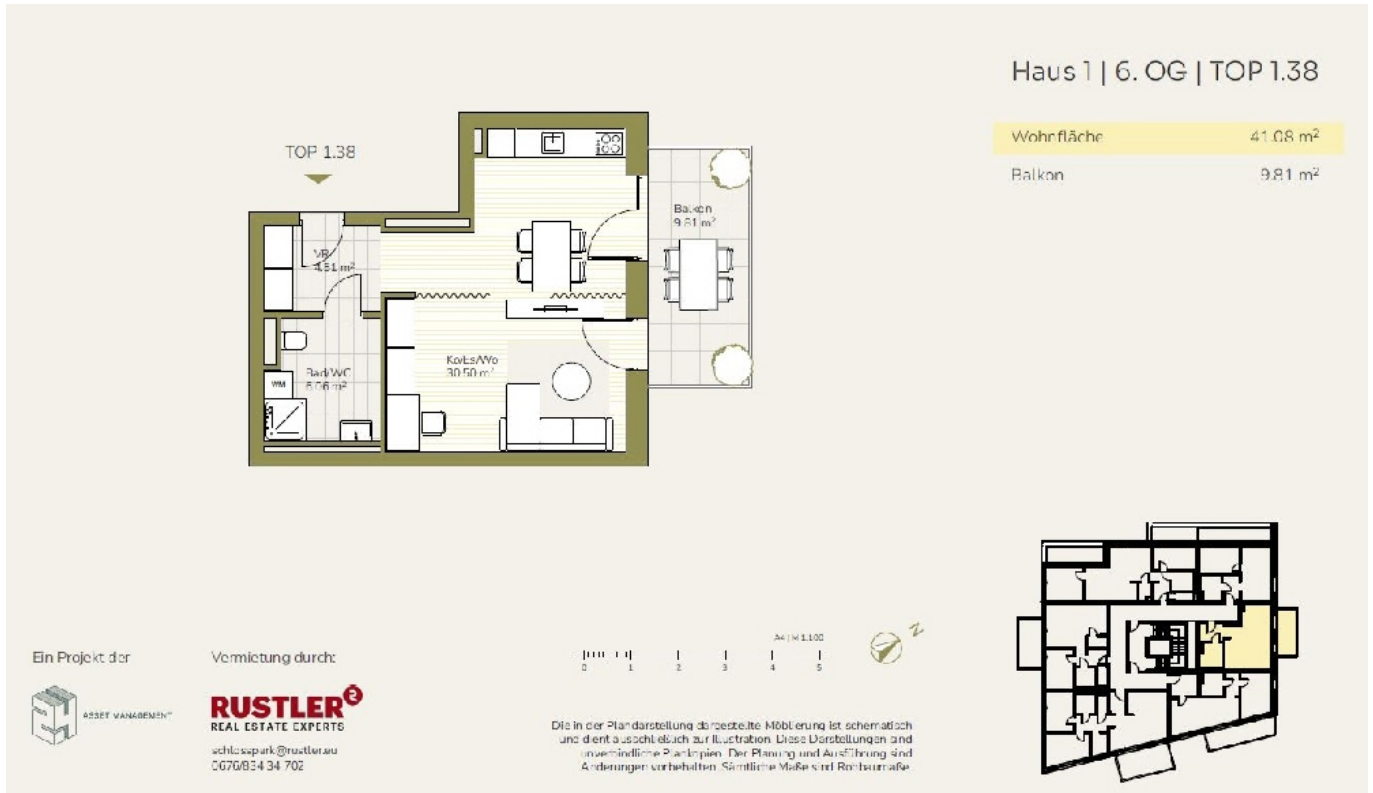 Haus 1 | 6. OG | TOP 1.38
Wohnfläche 41.08 m²
Balkon 9.81 m²
TOP 1.38
Balkon
9.81 m²
VR
4.51 m²
Ko/Es/Wo
30.50 m²
Bad/WC
6.06 m²
WM
A4 | M 1:100
0 1 2 3 4 5
N
Ein Projekt der
ASSET MANAGEMENT
Vermietung durch:
RUSTLER
REAL ESTATE EXPERTS
schlosspark@rustler.eu
0676/834 34 702
Die in der Plandarstellung dargestellte Möblierung ist schematisch
und dient ausschließlich zur Illustration. Diese Darstellungen sind
unverbindliche Plankopien. Der Planung und Ausführung sind
Änderungen vorbehalten. Sämtliche Maße sind Rohbaumaße.